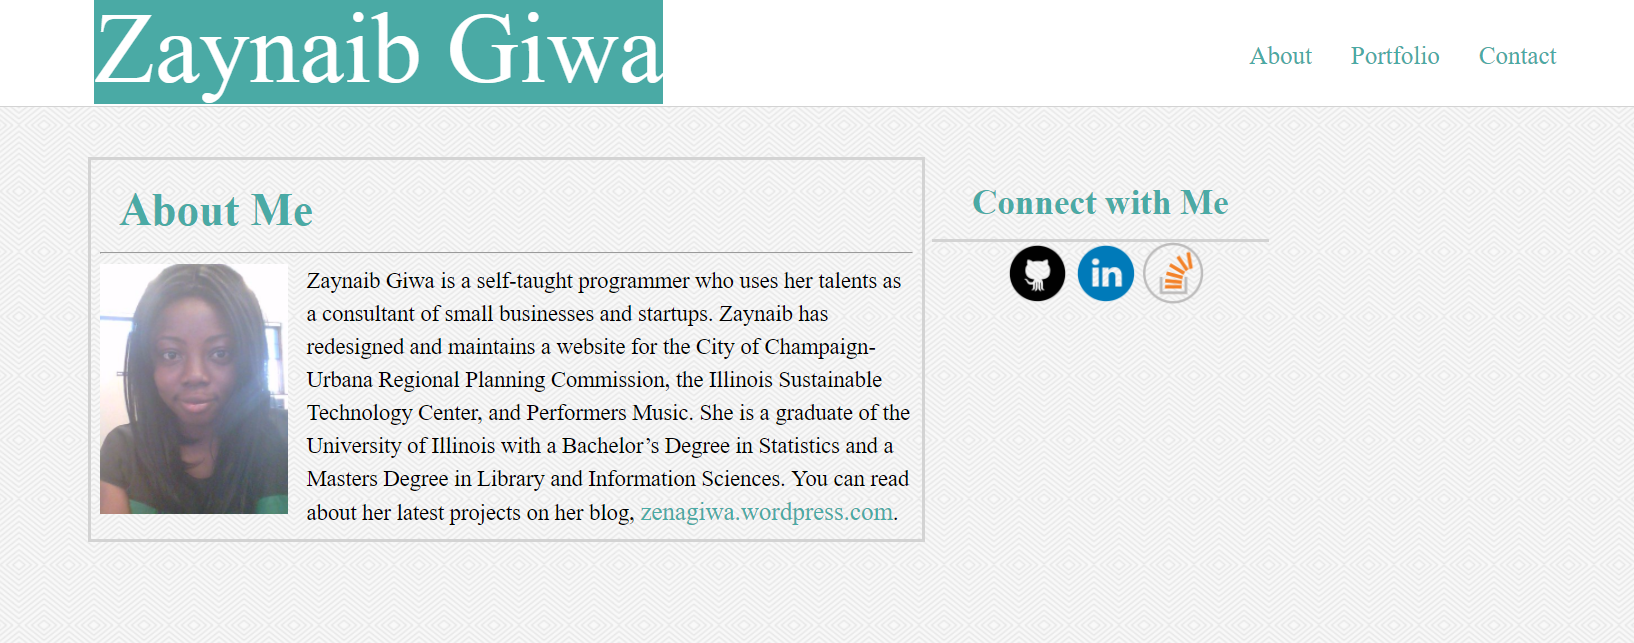 Zaynaib Giwa
About
Portfolio
Contact
About Me
Zaynaib Giwa is a self-taught programmer who uses her talents as
a consultant of small businesses and startups. Zaynaib has
redesigned and maintains a website for the City of Champaign-
Urbana Regional Planning Commission, the Illinois Sustainable
Technology Center, and Performers Music. She is a graduate of the
University of Illinois with a Bachelor’s Degree in Statistics and a
Masters Degree in Library and Information Sciences. You can read
about her latest projects on her blog, zenagiwa.wordpress.com.
Connect with Me
in